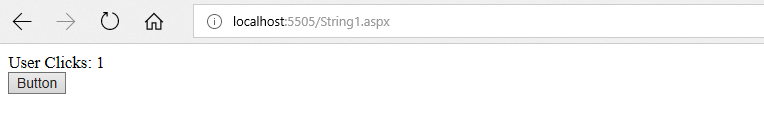 localhost:5505/String1.aspx
User Clicks: 1
Button